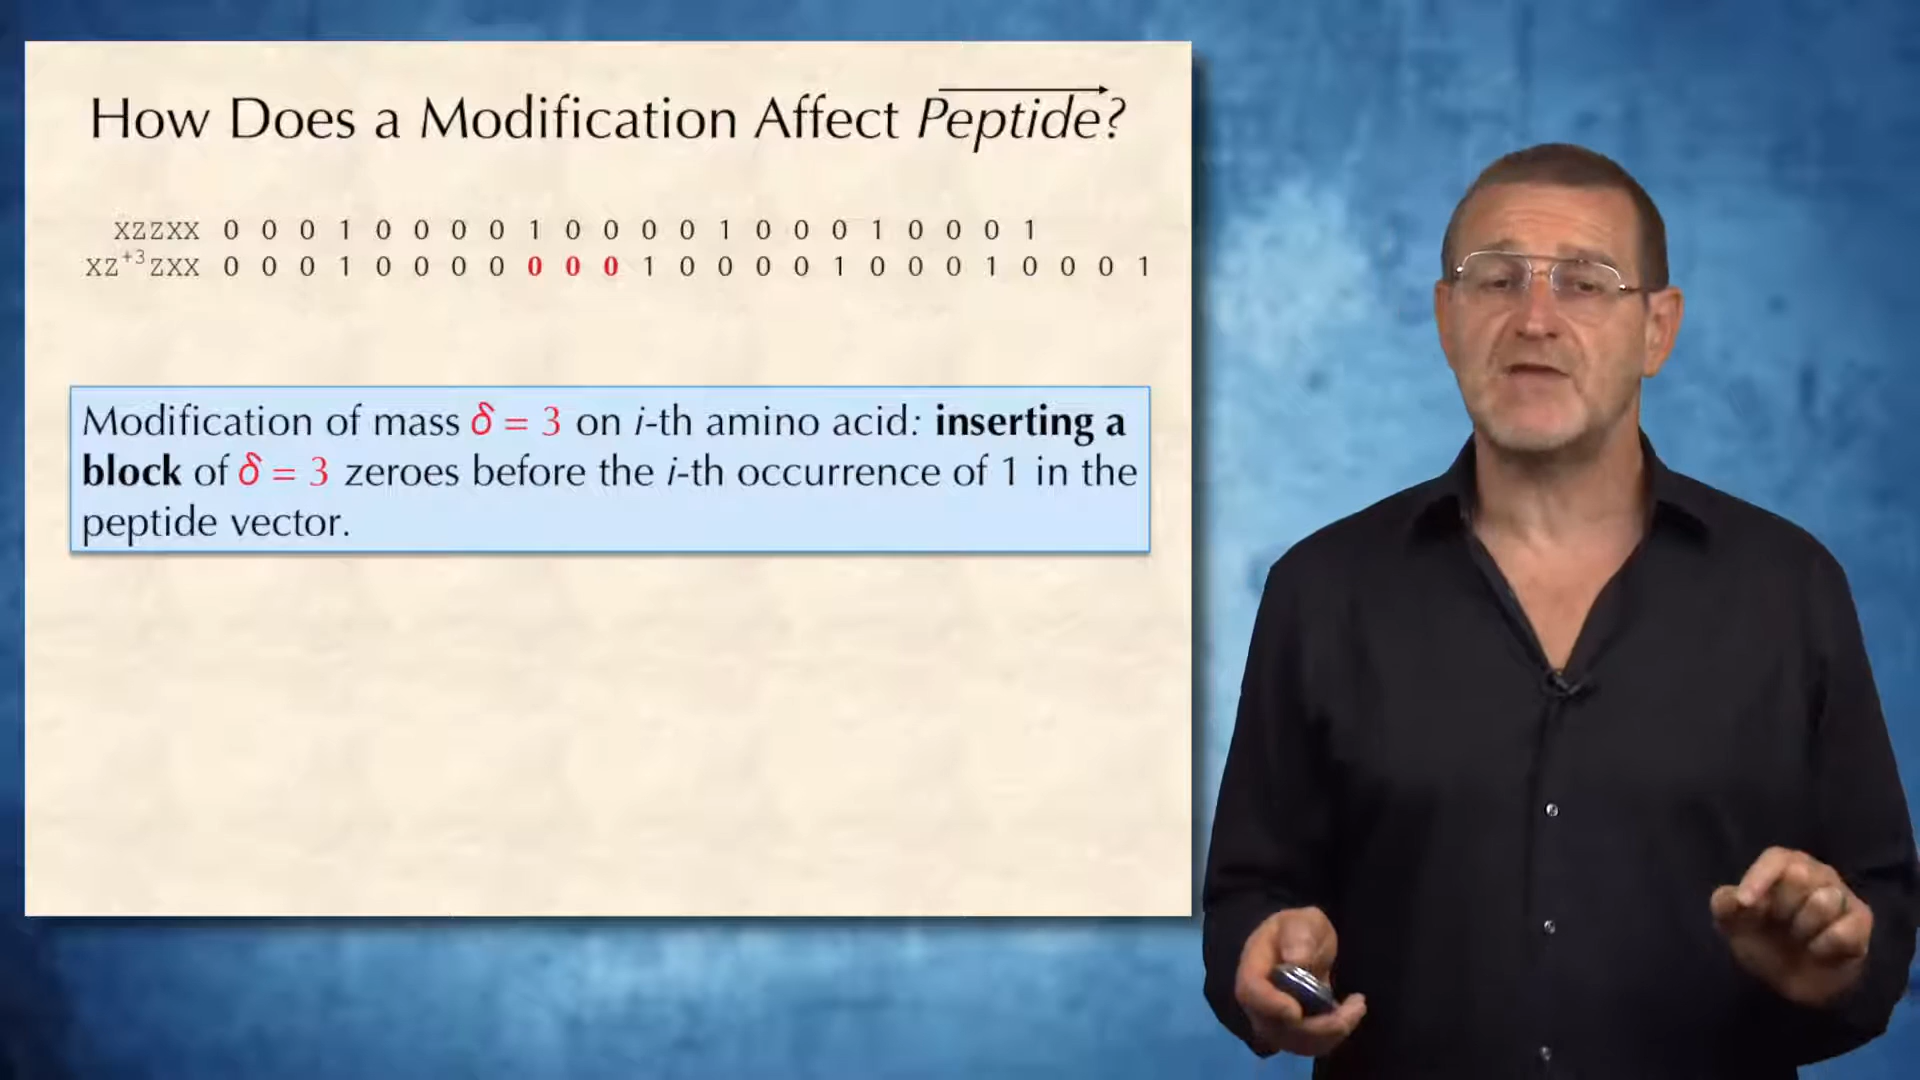 How Does a Modification Affect Peptide?
XZZXX 0 0 0 1 0 0 0 0 1 0 0 0 0 1 0 0 0 1 0 0 0 1
XZ+3ZXX 0 0 0 1 0 0 0 0 0 0 0 1 0 0 0 0 1 0 0 0 1 0 0 0 1
Modification of mass δ = 3 on i-th amino acid: inserting a
block of δ = 3 zeroes before the i-th occurrence of 1 in the
peptide vector.